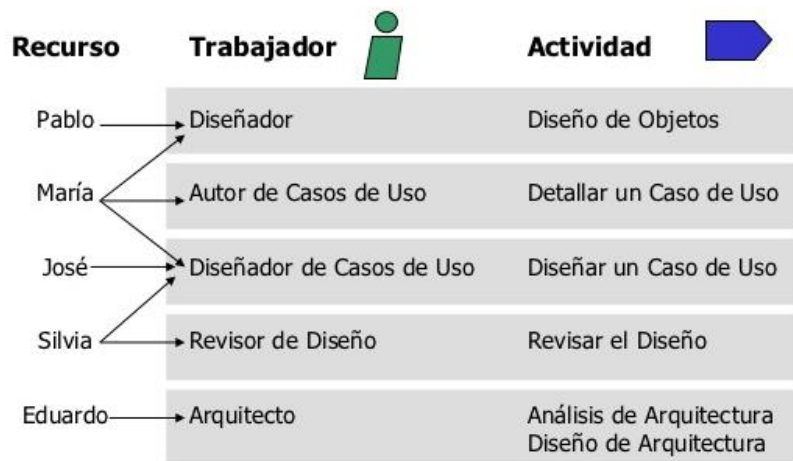 Recurso Trabajador Actividad
Pablo Diseñador Diseño de Objetos
María Autor de Casos de Uso Detallar un Caso de Uso
José Diseñador de Casos de Uso Diseñar un Caso de Uso
Silvia Revisor de Diseño Revisar el Diseño
Eduardo Arquitecto Análisis de Arquitectura
Diseño de Arquitectura